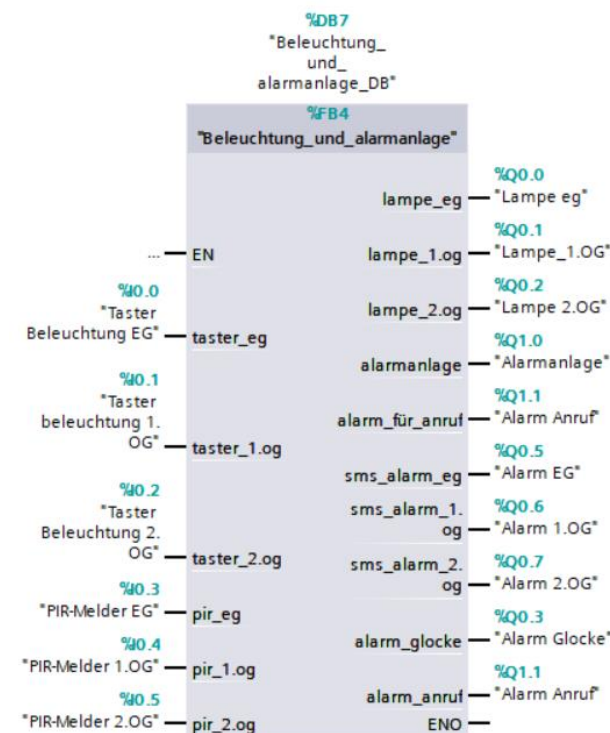 %DB7
"Beleuchtung_
und_
alarmanlage_DB"
%FB4
"Beleuchtung_und_alarmanlage"
... EN
%I0.0
"Taster
Beleuchtung EG" taster_eg
%I0.1
"Taster
beleuchtung 1.
OG" taster_1.og
%I0.2
"Taster
Beleuchtung 2.
OG" taster_2.og
%I0.3
"PIR-Melder EG" pir_eg
%I0.4
"PIR-Melder 1.OG" pir_1.og
%I0.5
"PIR-Melder 2.OG" pir_2.og
%Q0.0
lampe_eg "Lampe eg"
%Q0.1
lampe_1.og "Lampe_1.OG"
%Q0.2
lampe_2.og "Lampe 2.OG"
%Q1.0
alarmanlage "Alarmanlage"
%Q1.1
alarm_für_anruf "Alarm Anruf"
%Q0.5
sms_alarm_eg "Alarm EG"
%Q0.6
sms_alarm_1.
og "Alarm 1.OG"
%Q0.7
sms_alarm_2.
og "Alarm 2.OG"
%Q0.3
alarm_glocke "Alarm Glocke"
%Q1.1
alarm_anruf "Alarm Anruf"
ENO